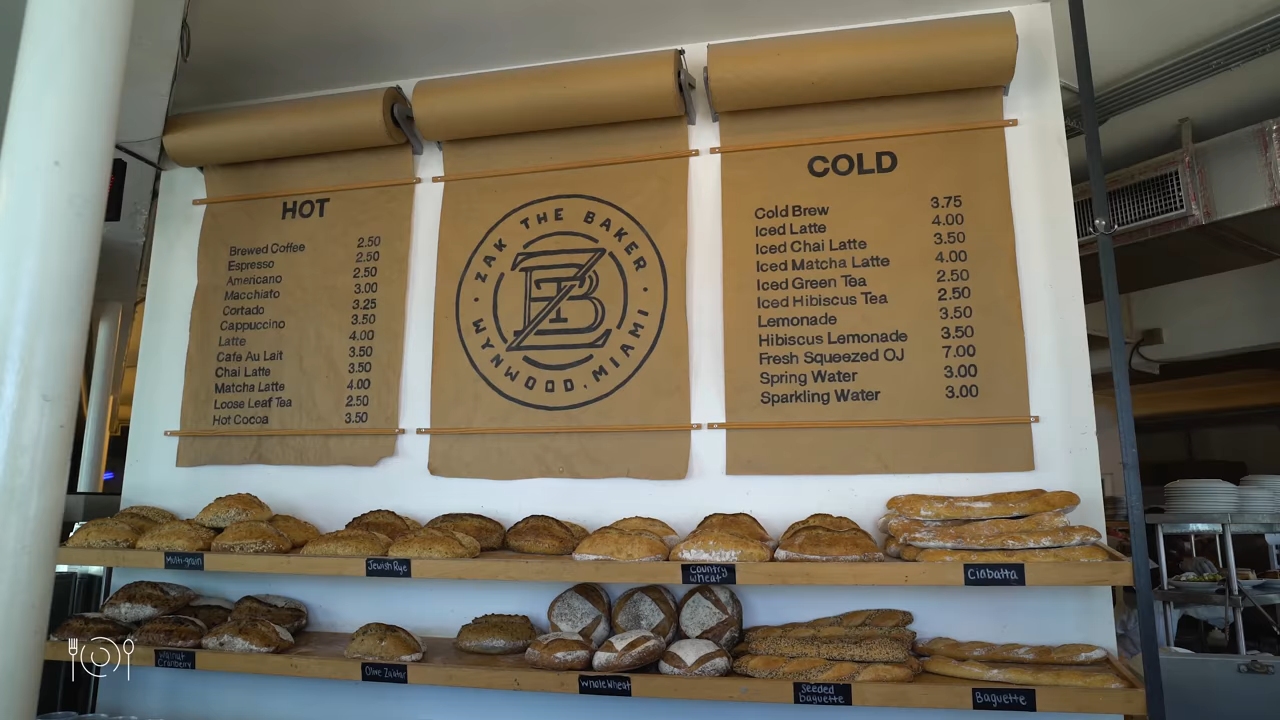 HOT
Brewed Coffee 2.50
Espresso 2.50
Americano 2.50
Macchiato 3.00
Cortado 3.25
Cappuccino 3.50
Latte 4.00
Cafe Au Lait 3.50
Chai Latte 3.50
Matcha Latte 4.00
Loose Leaf Tea 2.50
Hot Cocoa 3.50
ZAK THE BAKER
ZB
WYNWOOD, MIAMI
COLD
Cold Brew 3.75
Iced Latte 4.00
Iced Chai Latte 3.50
Iced Matcha Latte 4.00
Iced Green Tea 2.50
Iced Hibiscus Tea 2.50
Lemonade 3.50
Hibiscus Lemonade 3.50
Fresh Squeezed OJ 7.00
Spring Water 3.00
Sparkling Water 3.00
Multi-grain
Jewish Rye
Country
wheat
Ciabatta
Walnut
Cranberry
Olive Zaatar
Whole Wheat
Seeded
baguette
Baguette